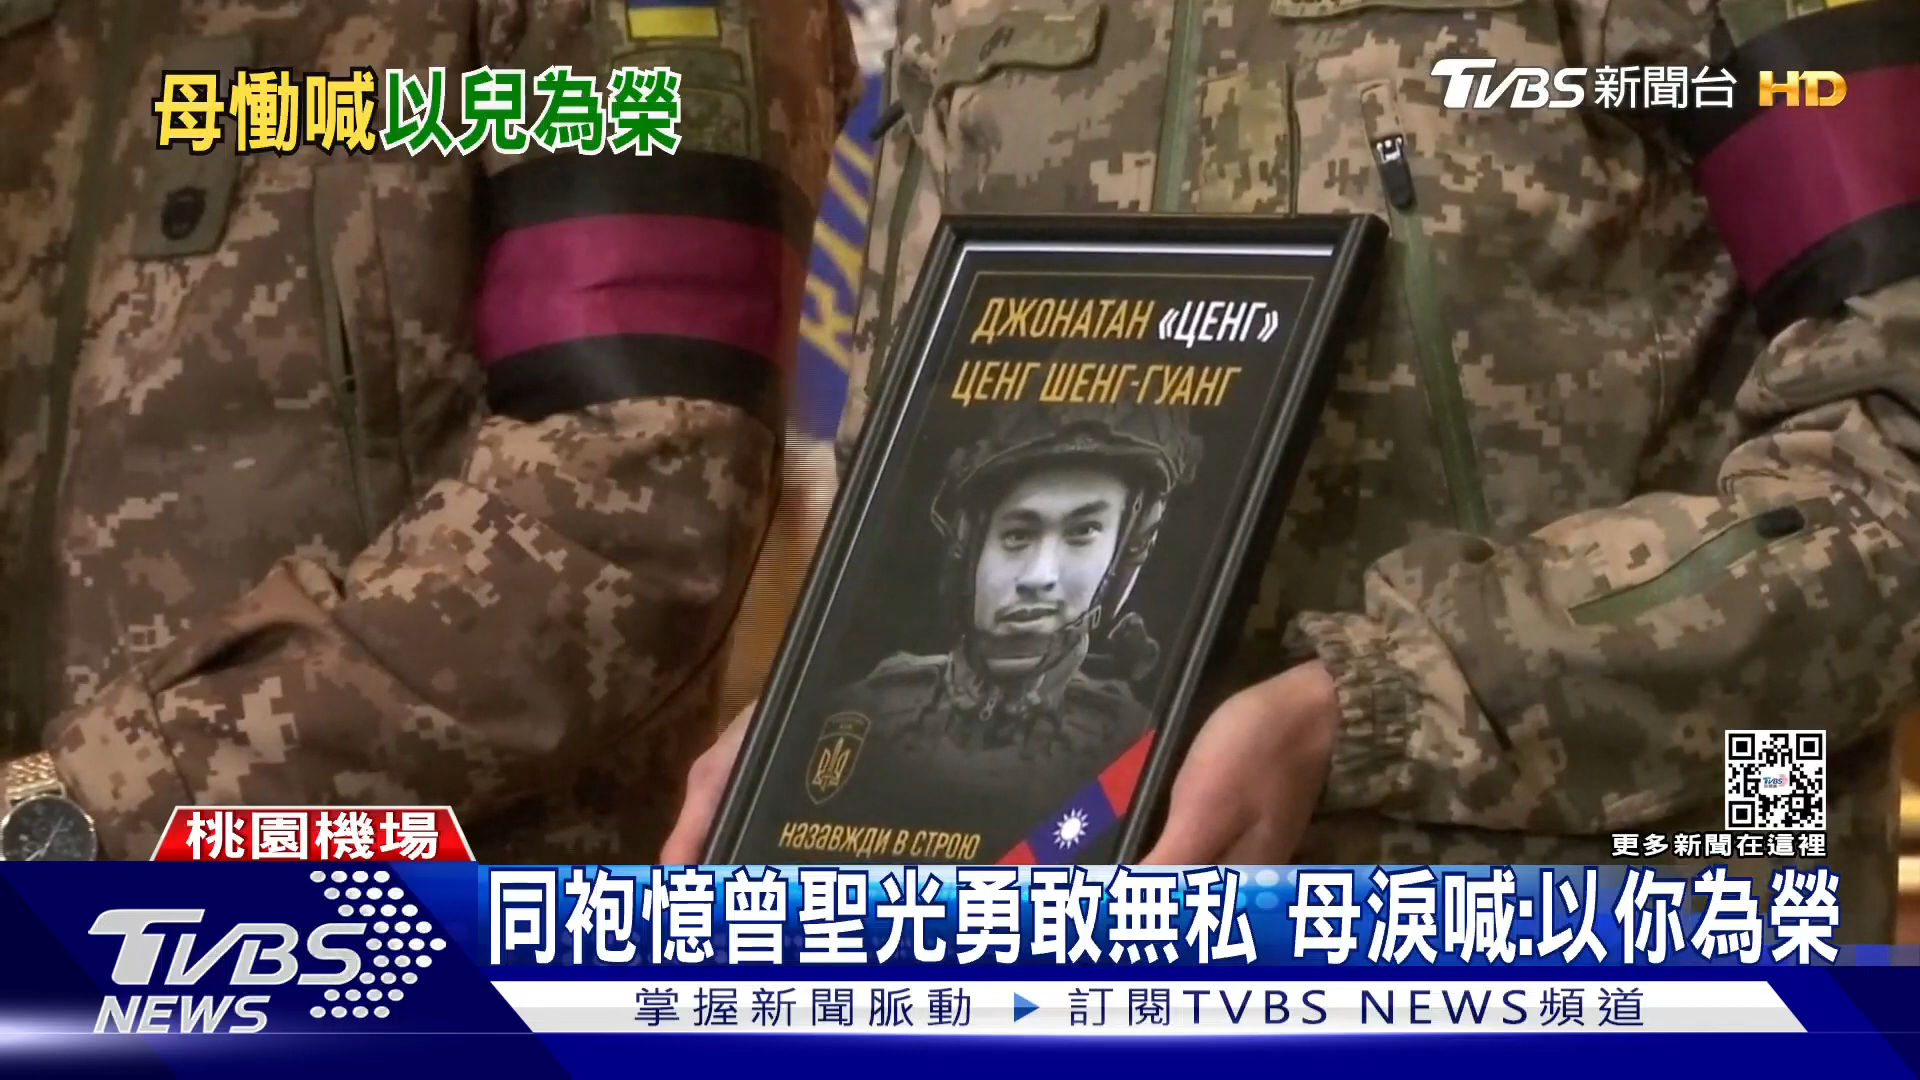 母慟喊以兒為榮
TVBS新聞台 HD
ДЖОНАТАН «ЦЕНГ»
ЦЕНГ ШЕНГ-ГУАНГ
НАЗАВЖДИ В СТРОЮ
TVBS
更多新聞在這裡
桃園機場
同袍憶曾聖光勇敢無私 母淚喊:以你為榮
TVBS
NEWS
掌握新聞脈動 ▶ 訂閱TVBS NEWS頻道